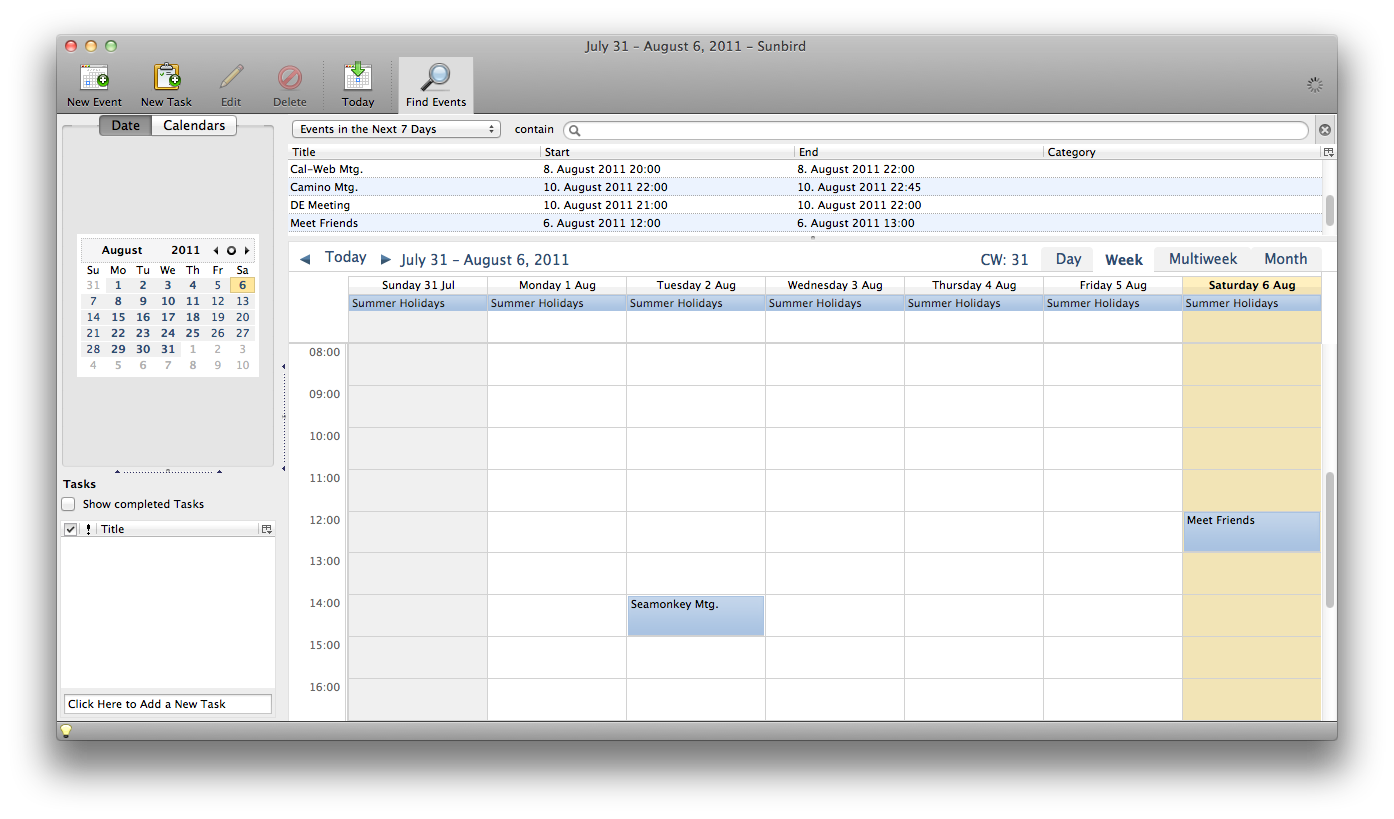 July 31 – August 6, 2011 – Sunbird
New Event New Task Edit Delete Today Find Events
Date Calendars
August 2011
Su Mo Tu We Th Fr Sa
31 1 2 3 4 5 6
7 8 9 10 11 12 13
14 15 16 17 18 19 20
21 22 23 24 25 26 27
28 29 30 31 1 2 3
4 5 6 7 8 9 10
Tasks
Show completed Tasks
! Title
Click Here to Add a New Task
Events in the Next 7 Days contain
Title Start End Category
Cal-Web Mtg. 8. August 2011 20:00 8. August 2011 22:00
Camino Mtg. 10. August 2011 22:00 10. August 2011 22:45
DE Meeting 10. August 2011 21:00 10. August 2011 22:00
Meet Friends 6. August 2011 12:00 6. August 2011 13:00
Today July 31 – August 6, 2011 CW: 31 Day Week Multiweek Month
Sunday 31 Jul Monday 1 Aug Tuesday 2 Aug Wednesday 3 Aug Thursday 4 Aug Friday 5 Aug Saturday 6 Aug
Summer Holidays Summer Holidays Summer Holidays Summer Holidays Summer Holidays Summer Holidays Summer Holidays
08:00
09:00
10:00
11:00
12:00 Meet Friends
13:00
14:00 Seamonkey Mtg.
15:00
16:00